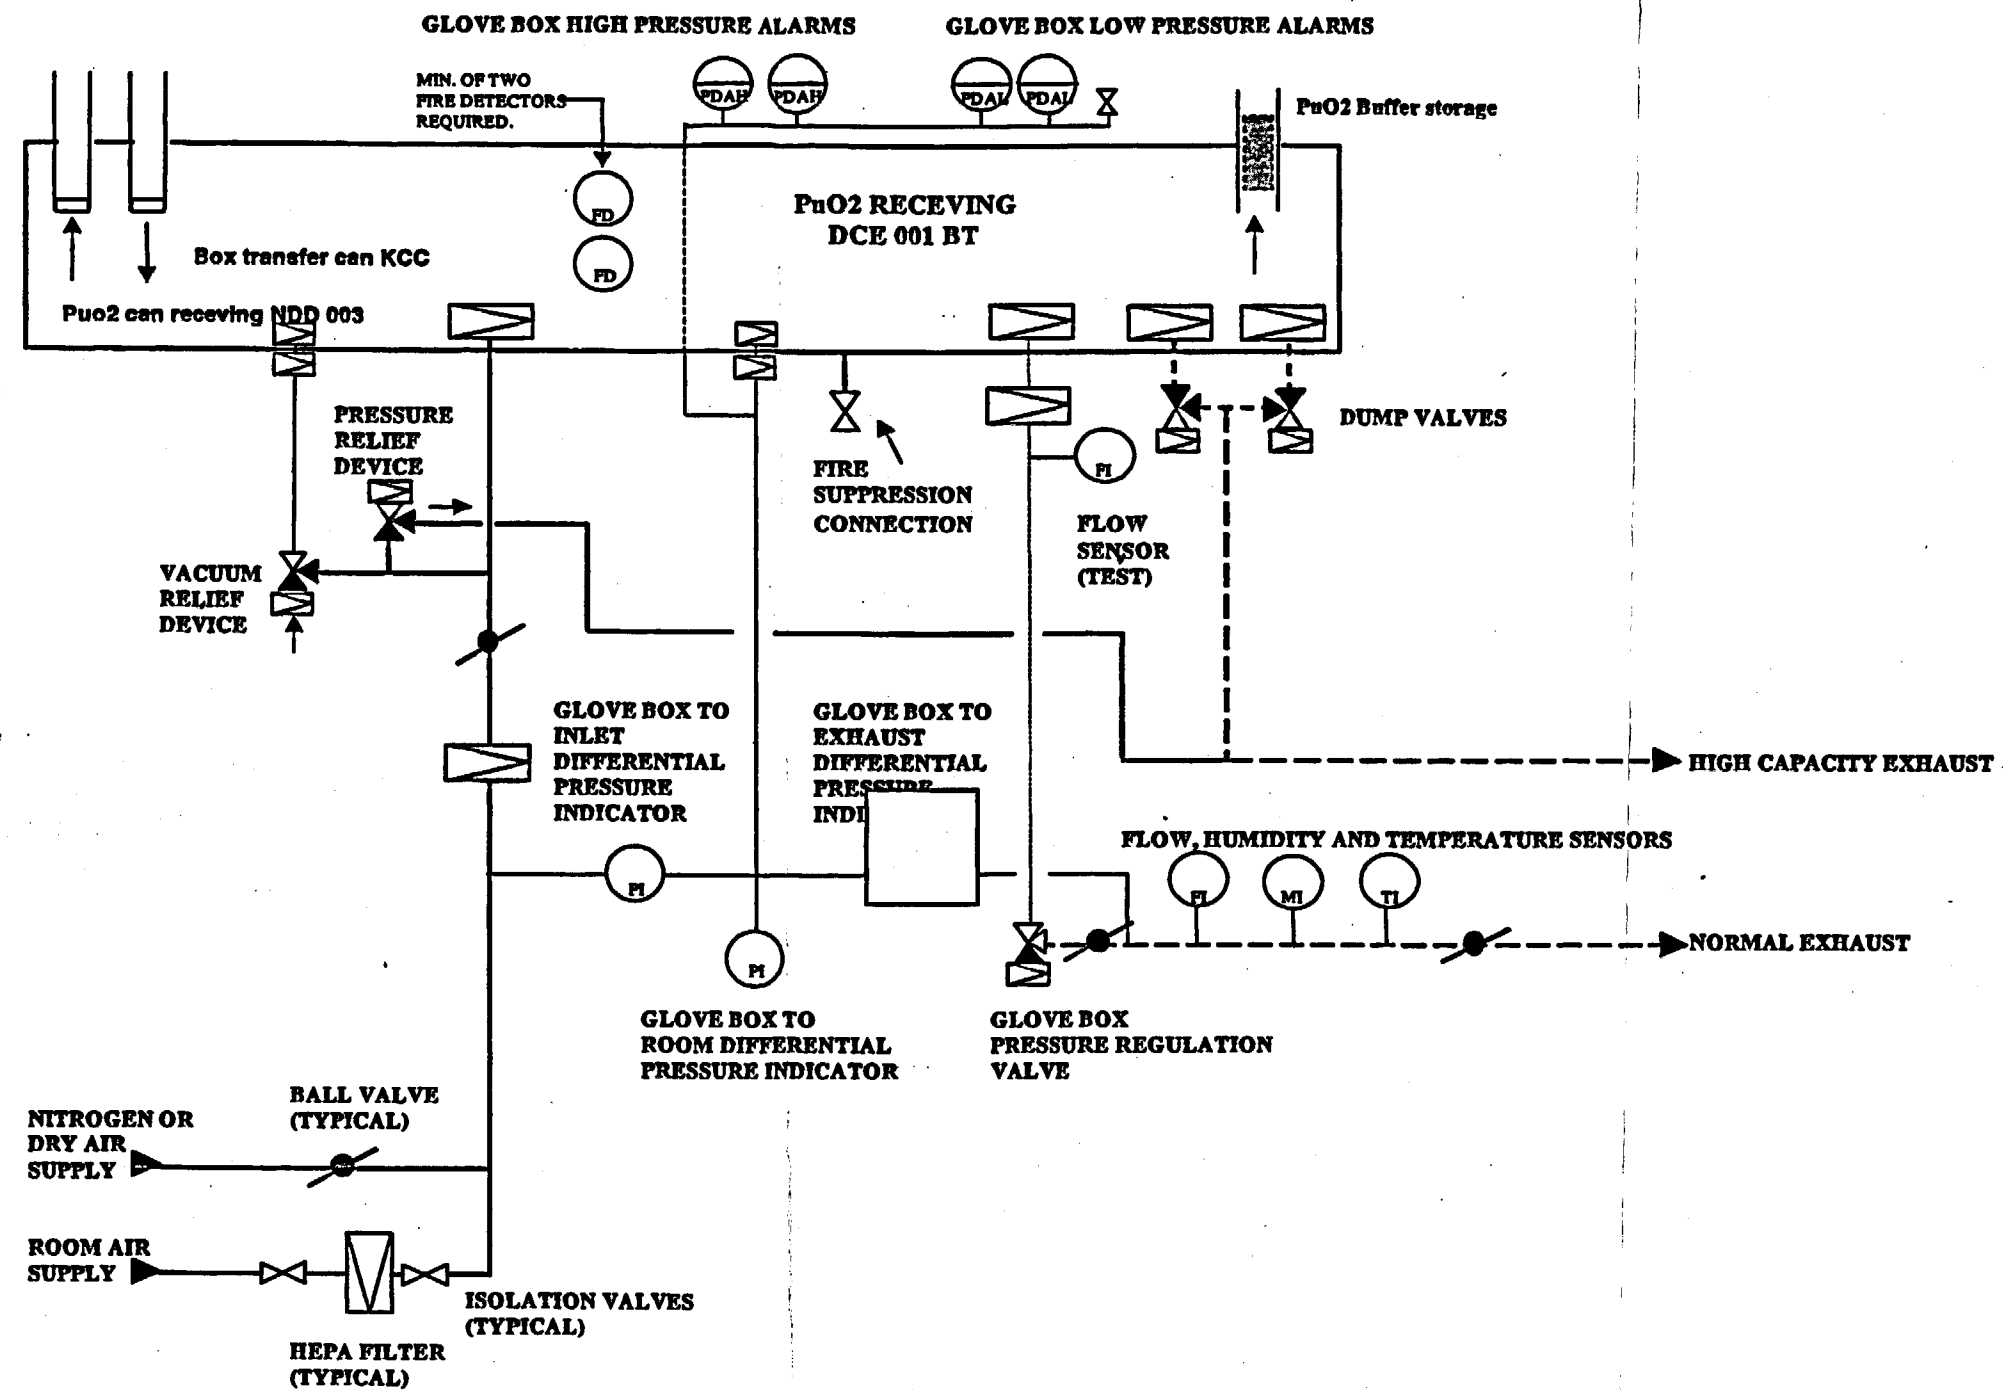 GLOVE BOX HIGH PRESSURE ALARMS
GLOVE BOX LOW PRESSURE ALARMS
MIN. OF TWO
FIRE DETECTORS
REQUIRED.
PDAH
PDAH
PDAL
PDAL
PuO2 Buffer storage
FD
FD
PuO2 RECEVING
DCE 001 BT
Box transfer can KCC
Puo2 can receving NDD 003
PRESSURE
RELIEF
DEVICE
VACUUM
RELIEF
DEVICE
FIRE
SUPPRESSION
CONNECTION
FI
FLOW
SENSOR
(TEST)
DUMP VALVES
GLOVE BOX TO
INLET
DIFFERENTIAL
PRESSURE
INDICATOR
GLOVE BOX TO
EXHAUST
DIFFERENTIAL
PRESSURE
HIGH CAPACITY EXHAUST
FLOW, HUMIDITY AND TEMPERATURE SENSORS
PI
FI
MI
TI
PI
NORMAL EXHAUST
GLOVE BOX TO
ROOM DIFFERENTIAL
PRESSURE INDICATOR
GLOVE BOX
PRESSURE REGULATION
VALVE
BALL VALVE
(TYPICAL)
NITROGEN OR
DRY AIR
SUPPLY
ROOM AIR
SUPPLY
ISOLATION VALVES
(TYPICAL)
HEPA FILTER
(TYPICAL)